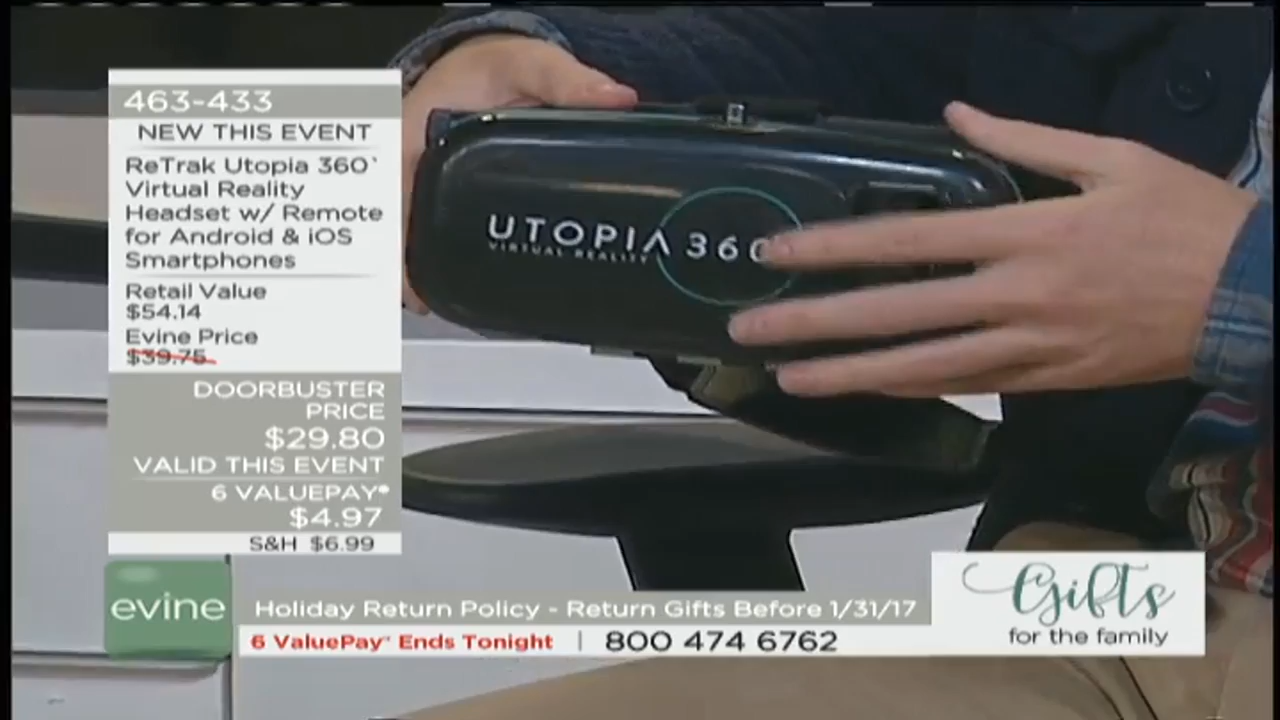 463-433
NEW THIS EVENT
ReTrak Utopia 360°
Virtual Reality
Headset w/ Remote
for Android & iOS
Smartphones
Retail Value
$54.14
Evine Price
$39.75
DOORBUSTER
PRICE
$29.80
VALID THIS EVENT
6 VALUEPAY®
$4.97
S&H $6.99
UTOPIA 360
VIRTUAL REALITY
evine
Holiday Return Policy - Return Gifts Before 1/31/17
6 ValuePay® Ends Tonight | 800 474 6762
Gifts
for the family